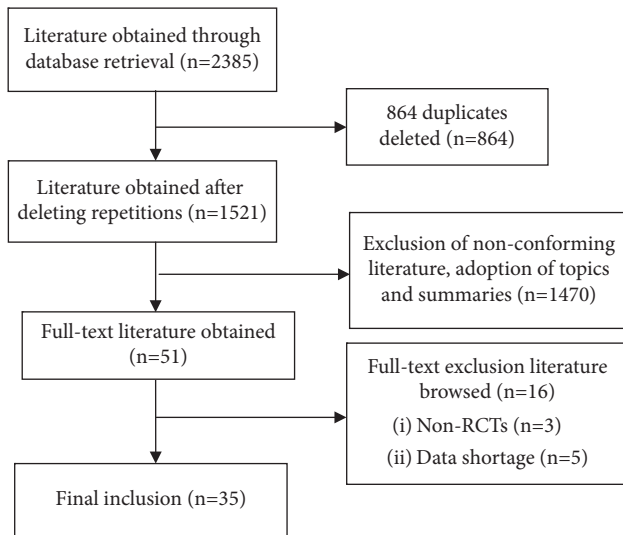 Literature obtained through
database retrieval (n=2385)
864 duplicates
deleted (n=864)
Literature obtained after
deleting repetitions (n=1521)
Exclusion of non-conforming
literature, adoption of topics
and summaries (n=1470)
Full-text literature obtained
(n=51)
Full-text exclusion literature
browsed (n=16)
(i) Non-RCTs (n=3)
(ii) Data shortage (n=5)
Final inclusion (n=35)